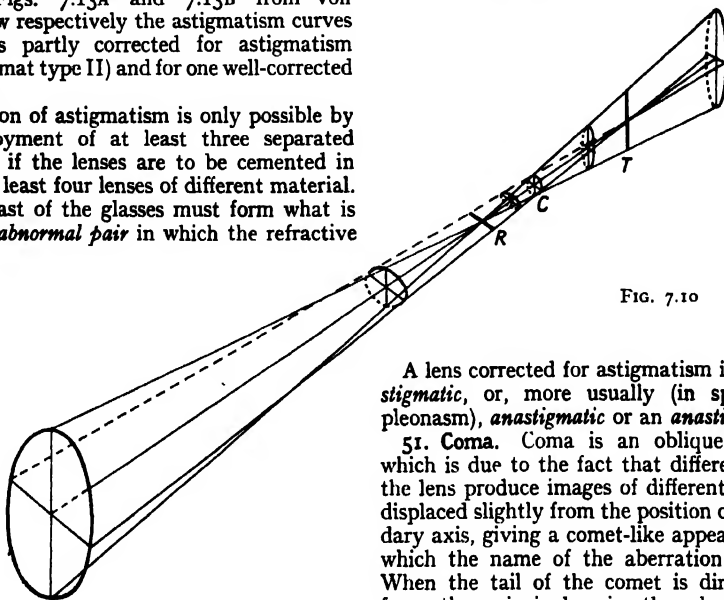 Figs. 7.13A and 7.13B from von
w respectively the astigmatism curves
s partly corrected for astigmatism
mat type II) and for one well-corrected
on of astigmatism is only possible by
oyment of at least three separated
if the lenses are to be cemented in
least four lenses of different material.
ast of the glasses must form what is
abnormal pair in which the refractive
T
C
R
FIG. 7.10
A lens corrected for astigmatism i
stigmatic, or, more usually (in sp
pleonasm), anastigmatic or an anast
51. Coma. Coma is an oblique
which is due to the fact that differe
the lens produce images of different
displaced slightly from the position o
dary axis, giving a comet-like appea
which the name of the aberration
When the tail of the comet is dir